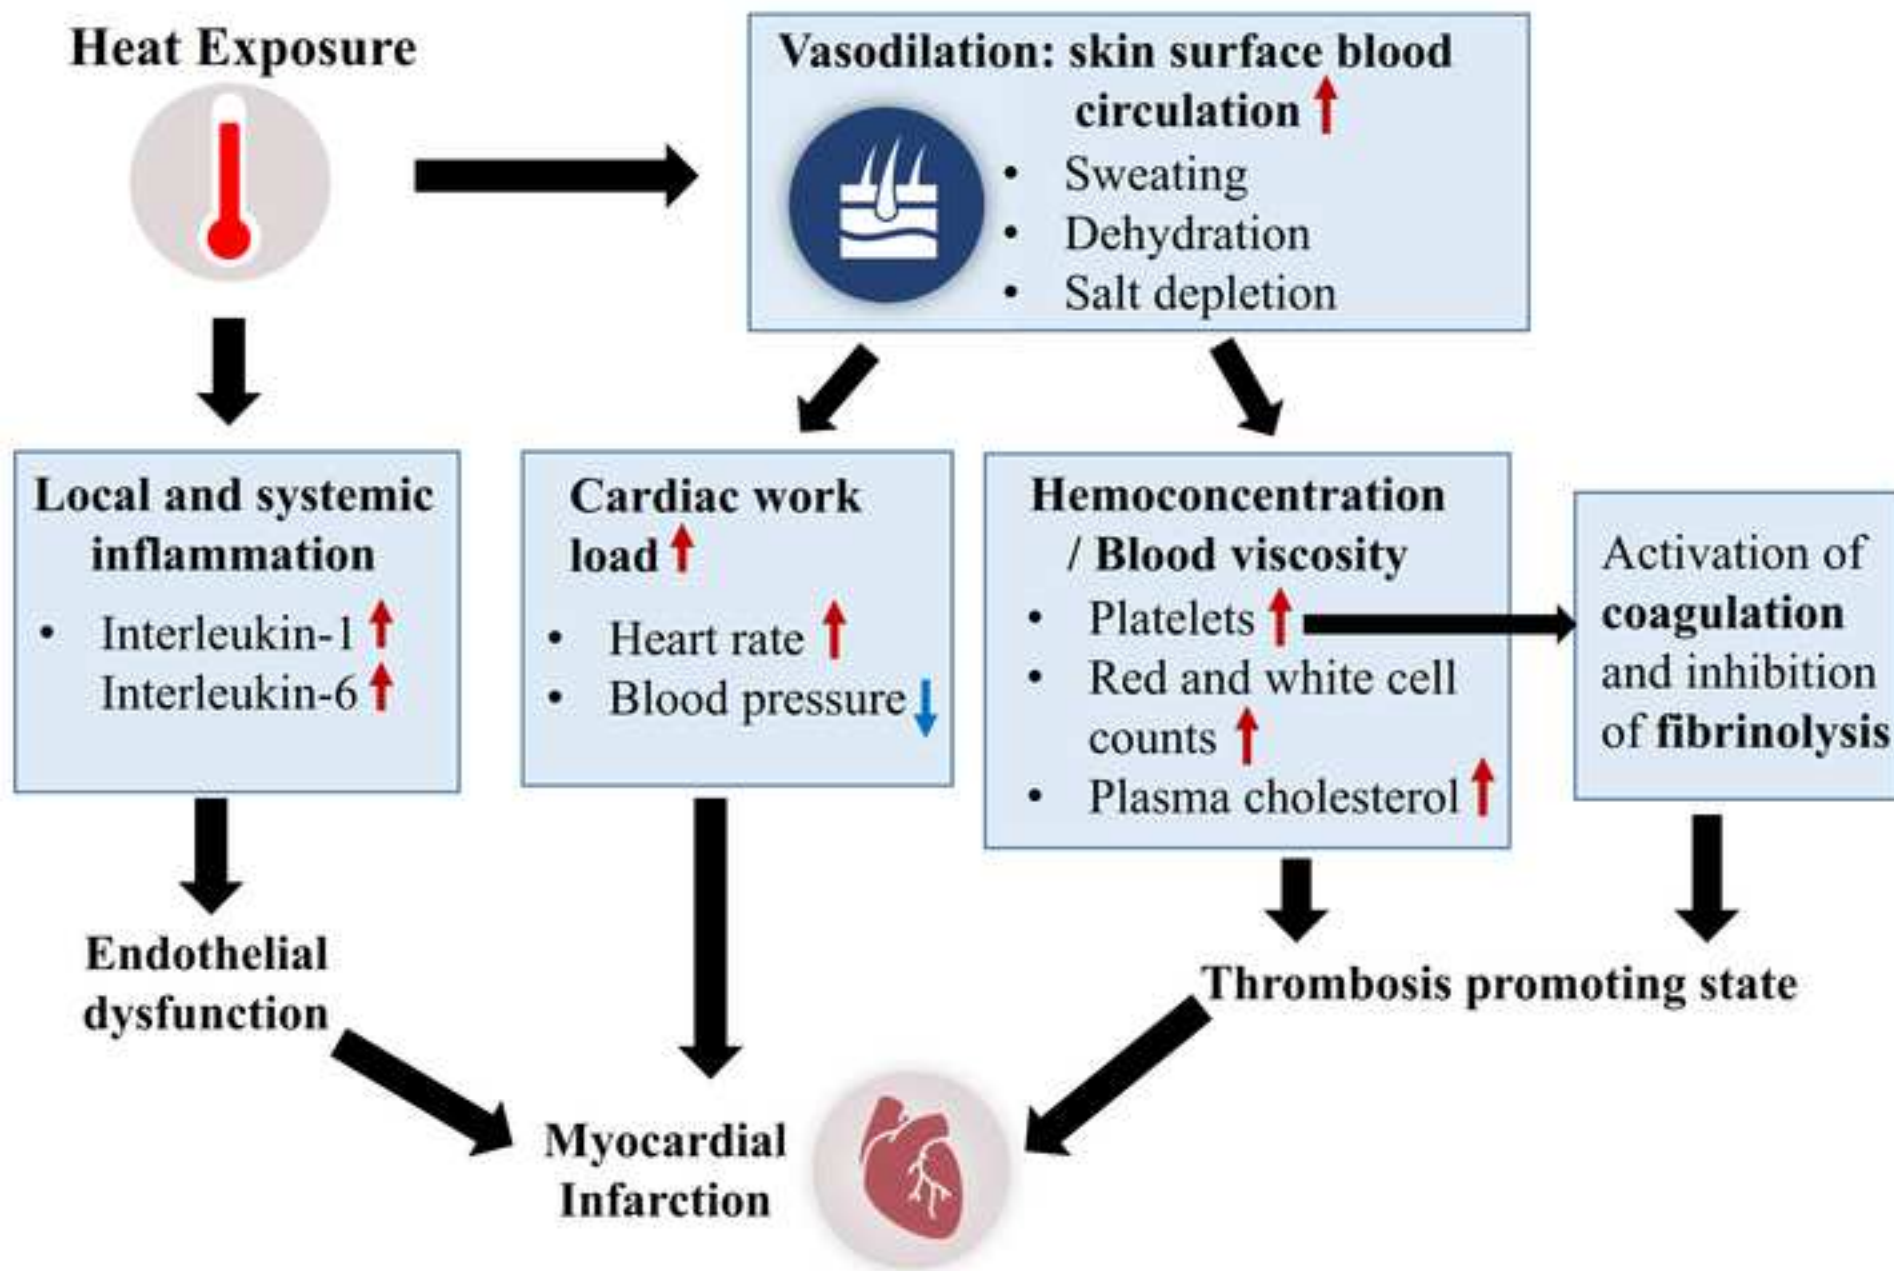 Heat Exposure
Vasodilation: skin surface blood
circulation
• Sweating
• Dehydration
• Salt depletion
Local and systemic
inflammation
• Interleukin-1
Interleukin-6
Cardiac work
load
• Heart rate
• Blood pressure
Hemoconcentration
/ Blood viscosity
• Platelets
• Red and white cell
counts
• Plasma cholesterol
Activation of
coagulation
and inhibition
of fibrinolysis
Endothelial
dysfunction
Thrombosis promoting state
Myocardial
Infarction